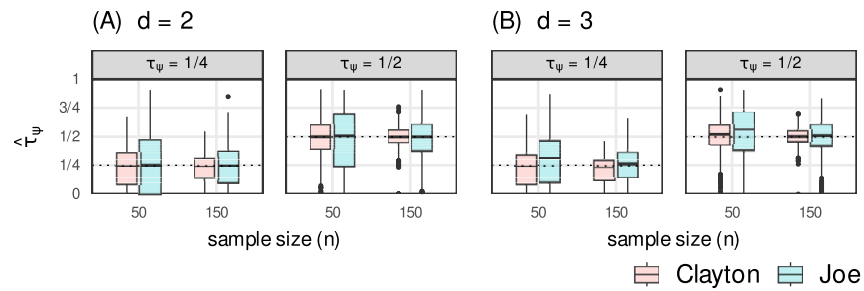 (A) d = 2
(B) d = 3
τψ = 1/4
τψ = 1/2
τψ = 1/4
τψ = 1/2
1
3/4
1/2
1/4
0
τ̂ψ
50
150
50
150
50
150
50
150
sample size (n)
sample size (n)
Clayton
Joe